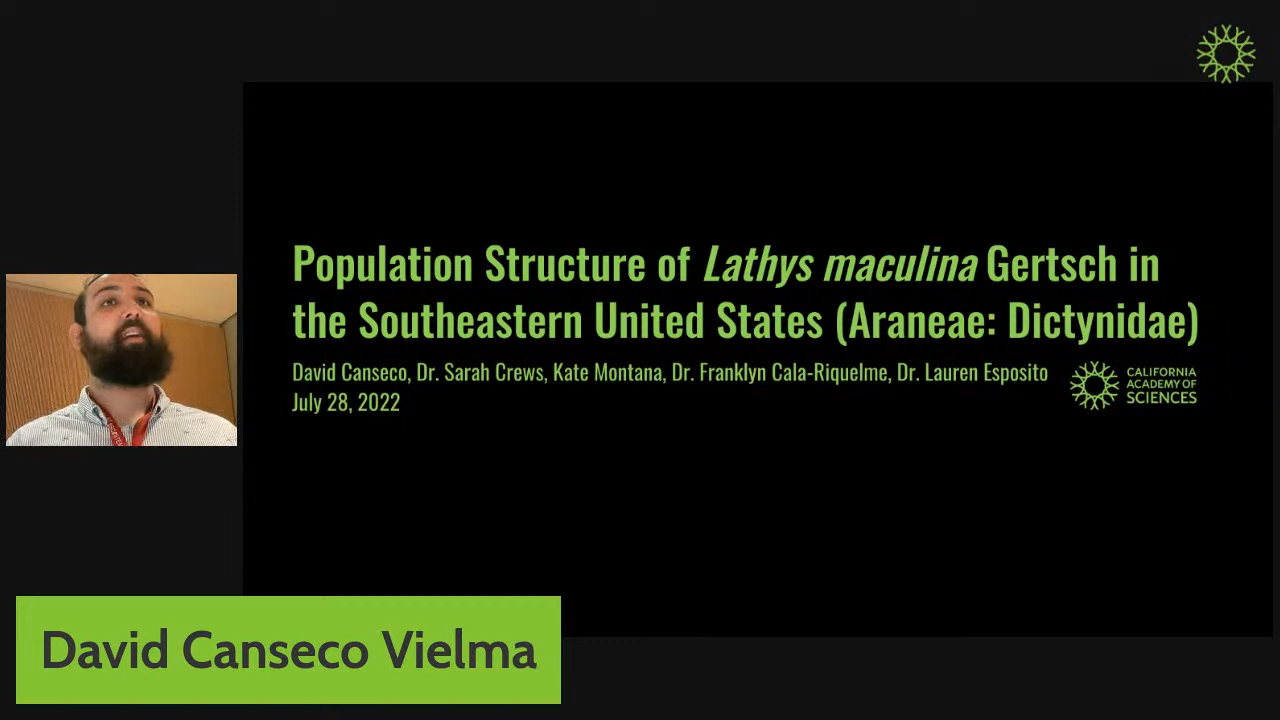 Population Structure of Lathys maculina Gertsch in
the Southeastern United States (Araneae: Dictynidae)
David Canseco, Dr. Sarah Crews, Kate Montana, Dr. Franklyn Cala-Riquelme, Dr. Lauren Esposito
July 28, 2022
CALIFORNIA
ACADEMY OF
SCIENCES
David Canseco Vielma